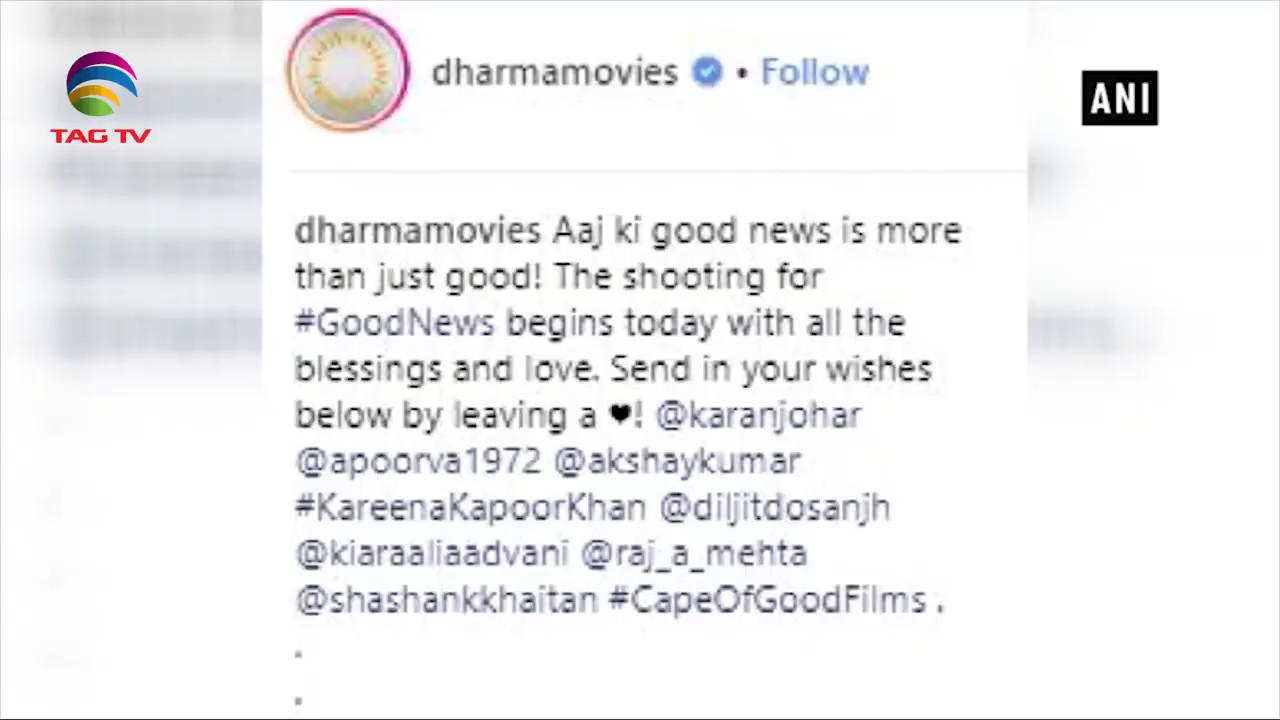 TAG TV
dharmamovies • Follow
ANI
dharmamovies Aaj ki good news is more
than just good! The shooting for
#GoodNews begins today with all the
blessings and love. Send in your wishes
below by leaving a ♥! @karanjohar
@apoorva1972 @akshaykumar
#KareenaKapoorKhan @diljitdosanjh
@kiaraaliaadvani @raj_a_mehta
@shashankkhaitan #CapeOfGoodFilms .
.
.